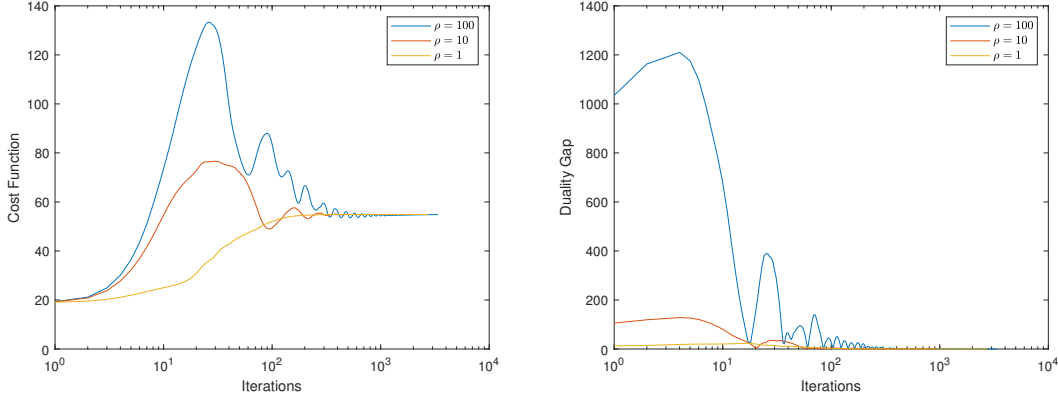 140
120
100
80
60
40
20
0
Cost Function
10^0
10^1
10^2
10^3
10^4
Iterations
ρ = 100
ρ = 10
ρ = 1
1400
1200
1000
800
600
400
200
0
Duality Gap
10^0
10^1
10^2
10^3
10^4
Iterations
ρ = 100
ρ = 10
ρ = 1